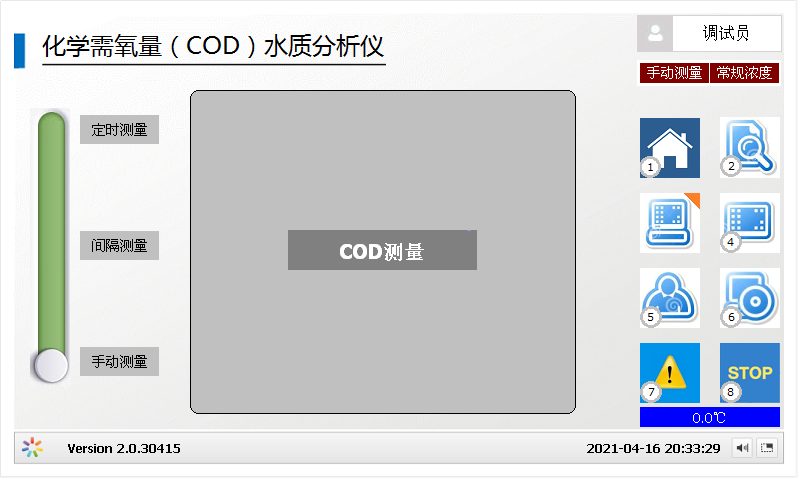 化学需氧量（COD）水质分析仪
调试员
手动测量 常规浓度
定时测量
间隔测量
手动测量
COD测量
1
2
4
5
6
7
STOP
8
0.0℃
Version 2.0.30415
2021-04-16 20:33:29